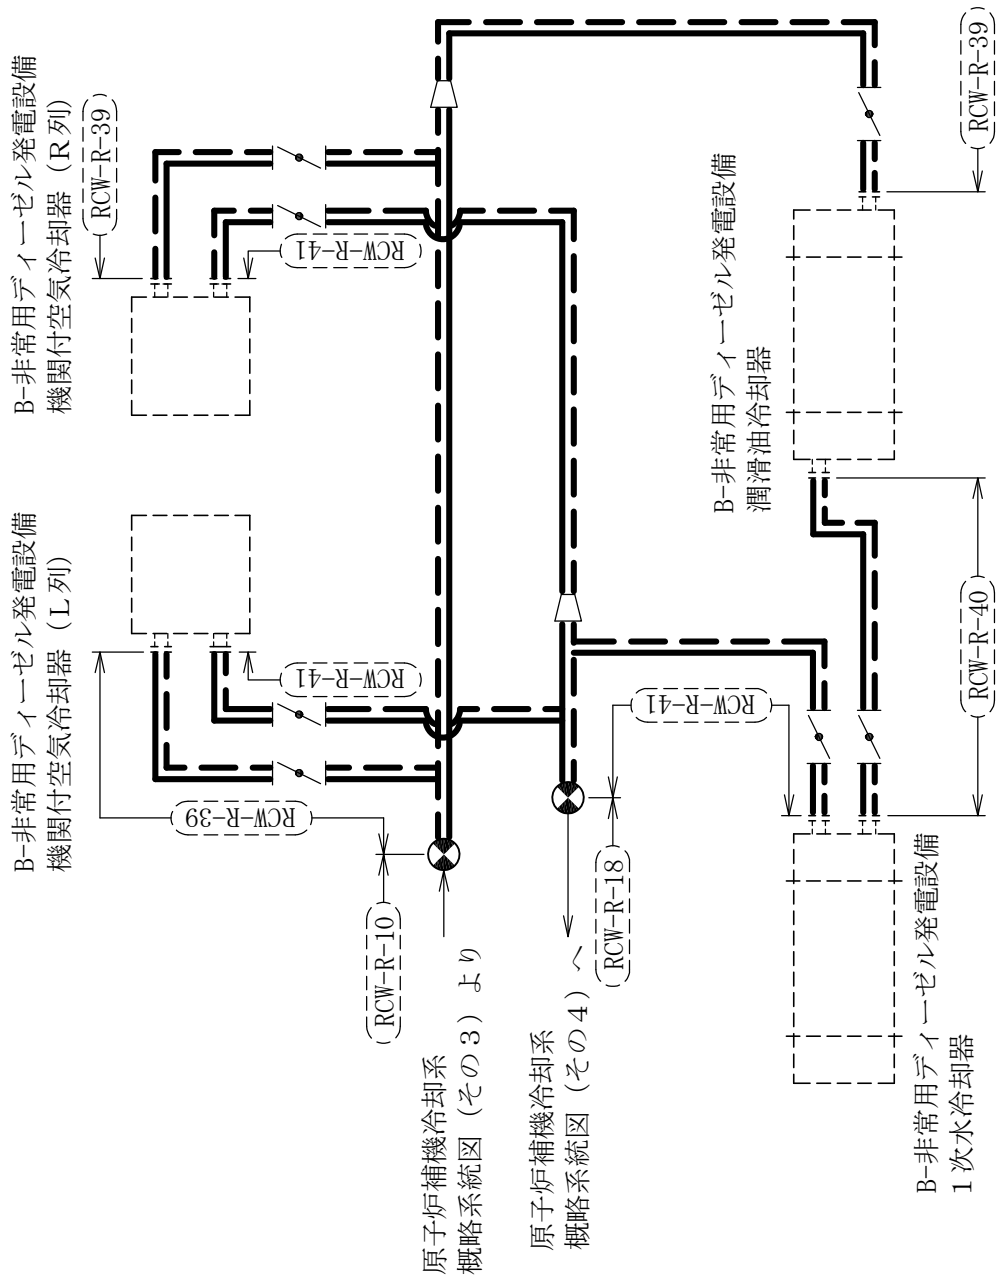 B-非常用ディーゼル発電設備
機関付空気冷却器（L列）
B-非常用ディーゼル発電設備
機関付空気冷却器（R列）
RCW-R-39
RCW-R-41
RCW-R-41
RCW-R-39
RCW-R-10
原子炉補機冷却系
概略系統図（その３）より
RCW-R-18
原子炉補機冷却系
概略系統図（その４）へ
RCW-R-41
B-非常用ディーゼル発電設備
潤滑油冷却器
B-非常用ディーゼル発電設備
１次水冷却器
RCW-R-40
RCW-R-39